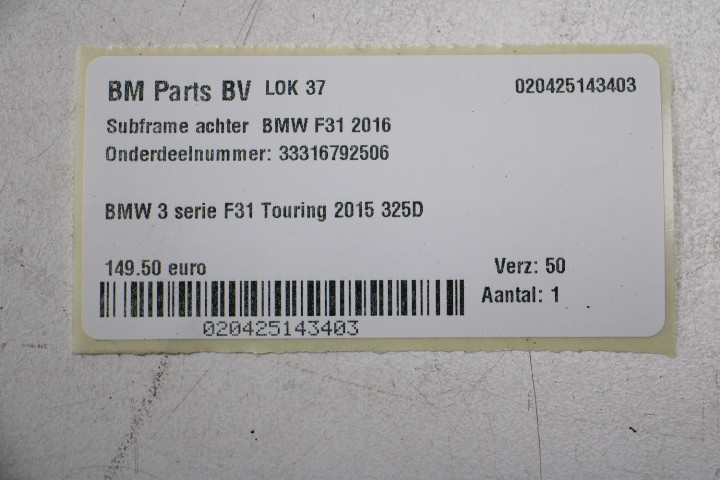 BM Parts BV LOK 37 020425143403
Subframe achter BMW F31 2016
Onderdeelnummer: 33316792506
BMW 3 serie F31 Touring 2015 325D
149.50 euro Verz: 50
Aantal: 1
020425143403